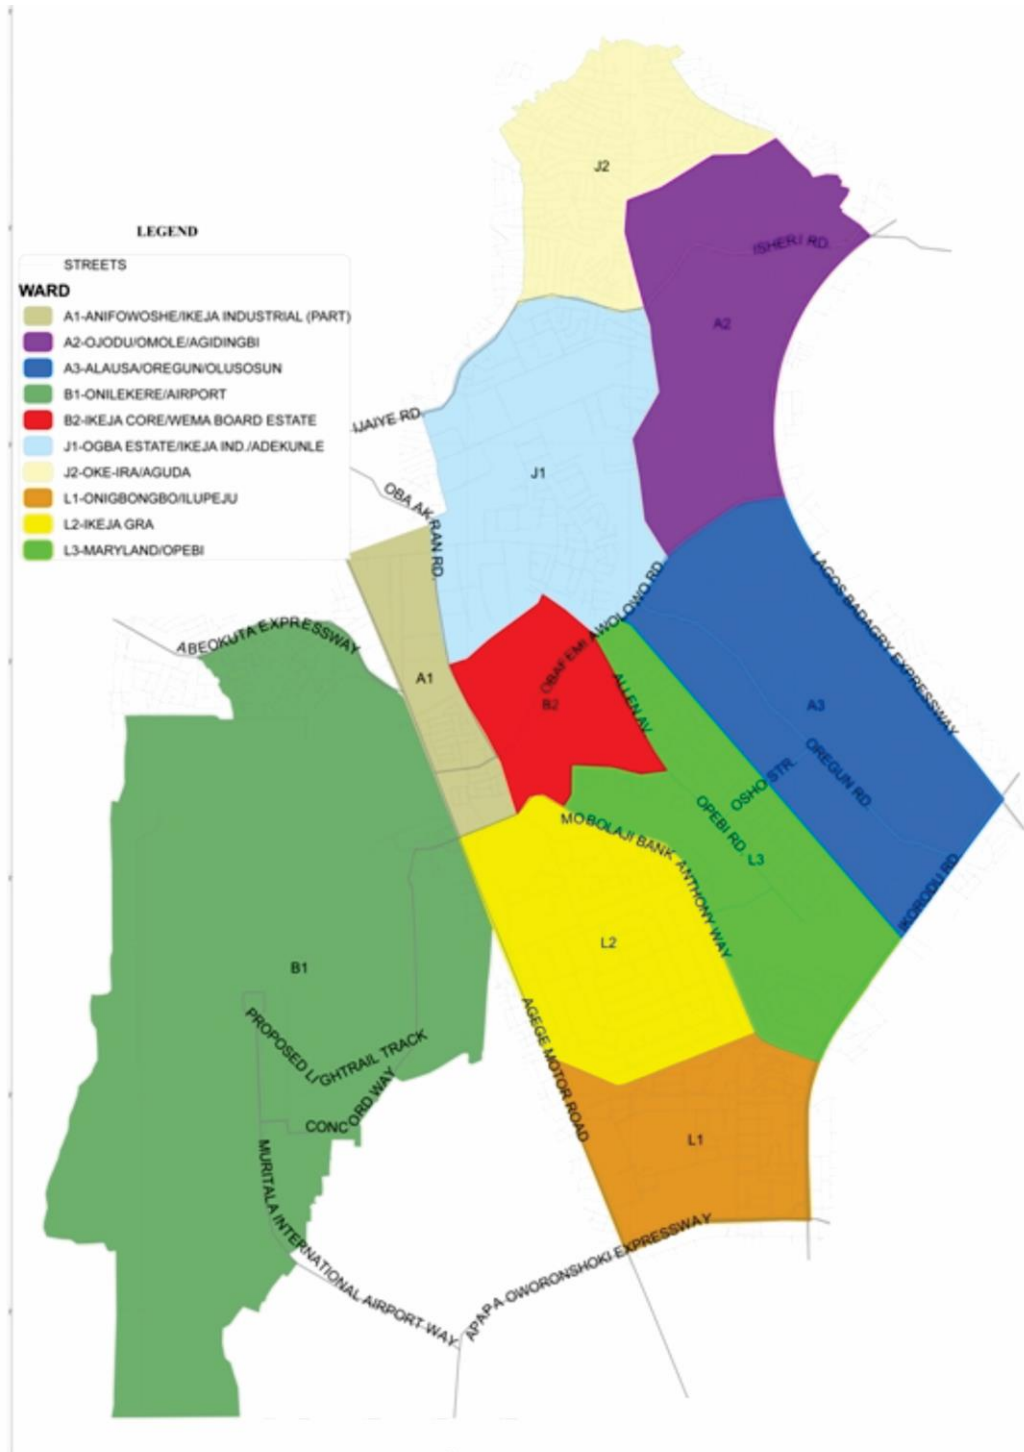 LEGEND
STREETS
WARD
A1-ANIFOWOSHE/IKEJA INDUSTRIAL (PART)
A2-OJODU/OMOLE/AGIDINGBI
A3-ALAUSA/OREGUN/OLUSOSUN
B1-ONILEKERE/AIRPORT
B2-IKEJA CORE/WEMA BOARD ESTATE
J1-OGBA ESTATE/IKEJA IND./ADEKUNLE
J2-OKE-IRA/AGUDA
L1-ONIGBONGBO/ILUPEJU
L2-IKEJA GRA
L3-MARYLAND/OPEBI
J2
ISHERI RD.
A2
IJAIYE RD.
J1
OBA AK RAN RD.
LAGOS BADAGRY EXPRESSWAY
OBAFEMI AWOLOWO RD
ABEOKUTA EXPRESSWAY
A1
ALLEN AV
B2
A3
OSHO STR.
OREGUN RD.
OPEBI RD.
L3
MOBOLAJI BANK ANTHONY WAY
IKORODU RD
L2
B1
PROPOSED LIGHTRAIL TRACK
AGEGE MOTOR ROAD
CONCORD WAY
L1
MURITALA INTERNATIONAL AIRPORT WAY
APAPA-OWORONSHOKI EXPRESSWAY